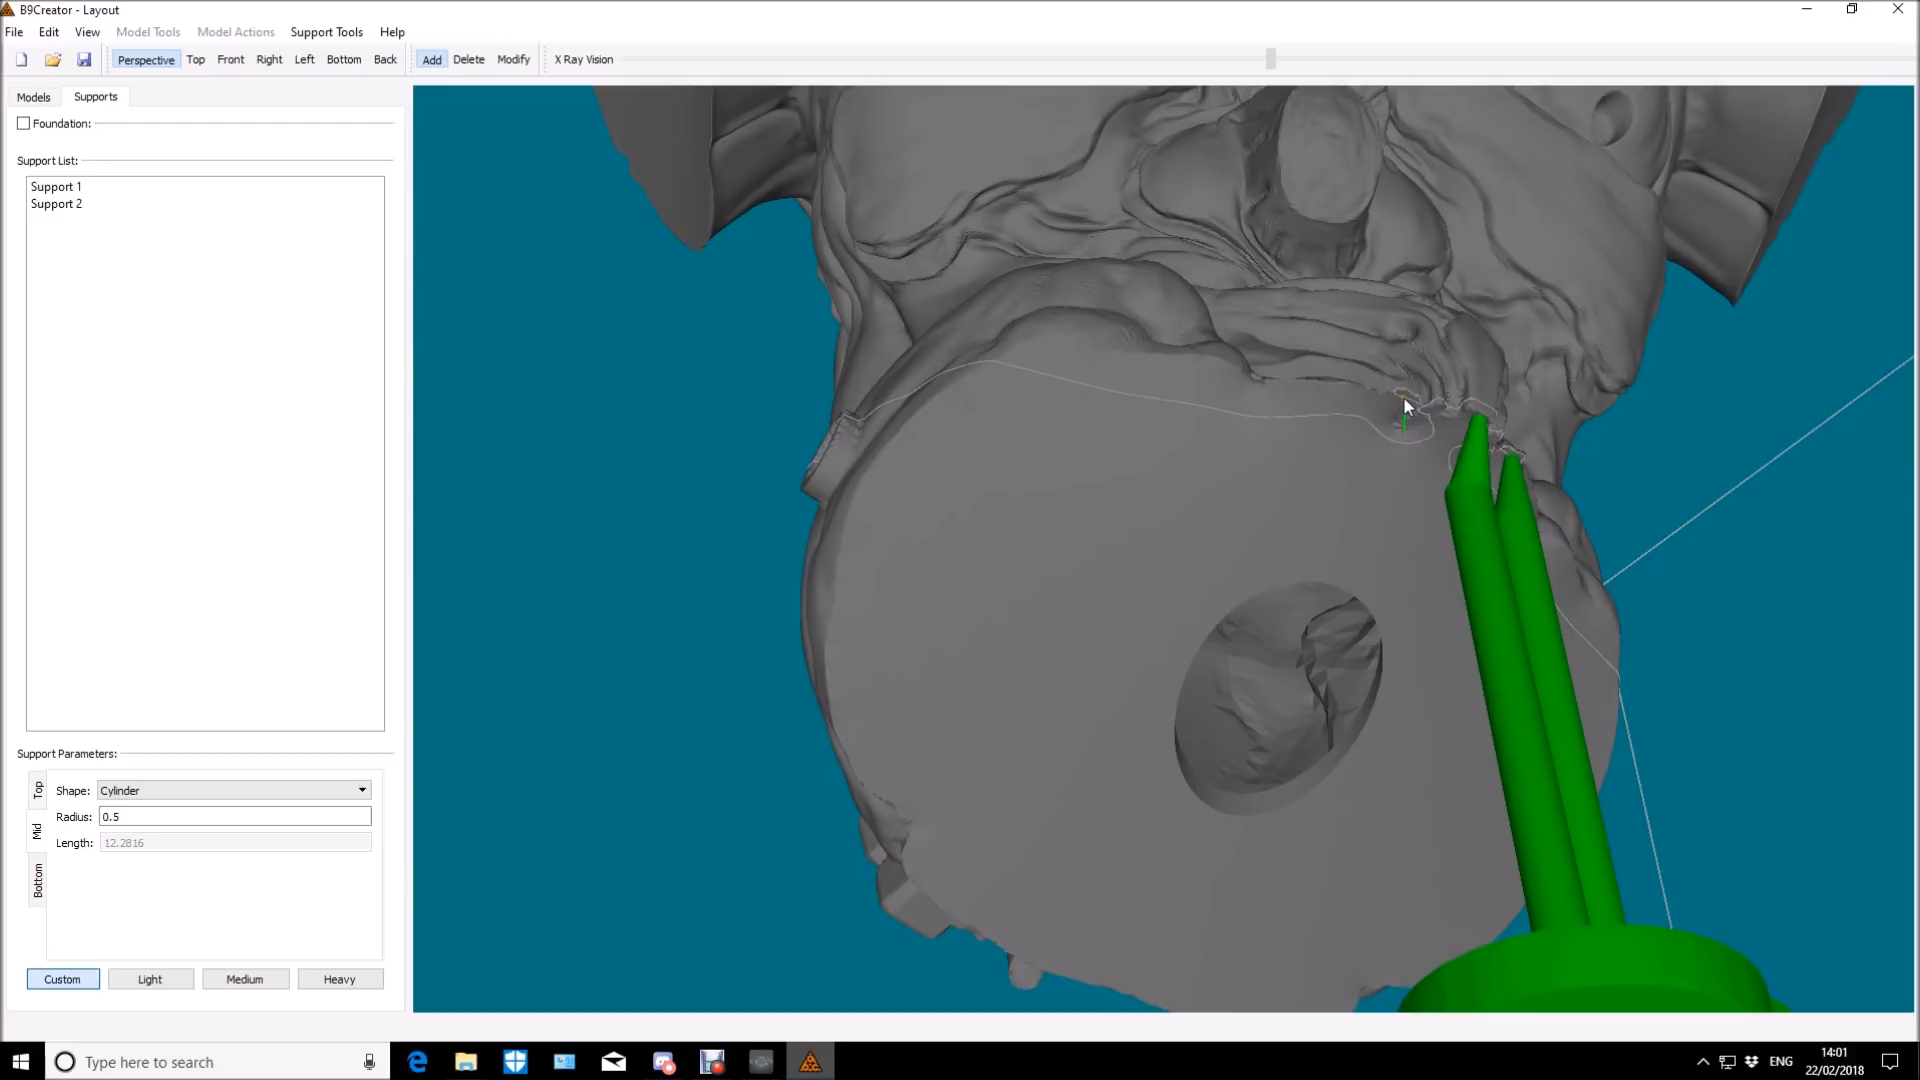 B9Creator - Layout
File Edit View Model Tools Model Actions Support Tools Help
Perspective Top Front Right Left Bottom Back Add Delete Modify X Ray Vision
Models Supports
Foundation:
Support List:
Support 1
Support 2
Support Parameters:
Top
Mid
Bottom
Shape: Cylinder
Radius: 0.5
Length: 12.2816
Custom Light Medium Heavy
Type here to search
ENG
14:01
22/02/2018